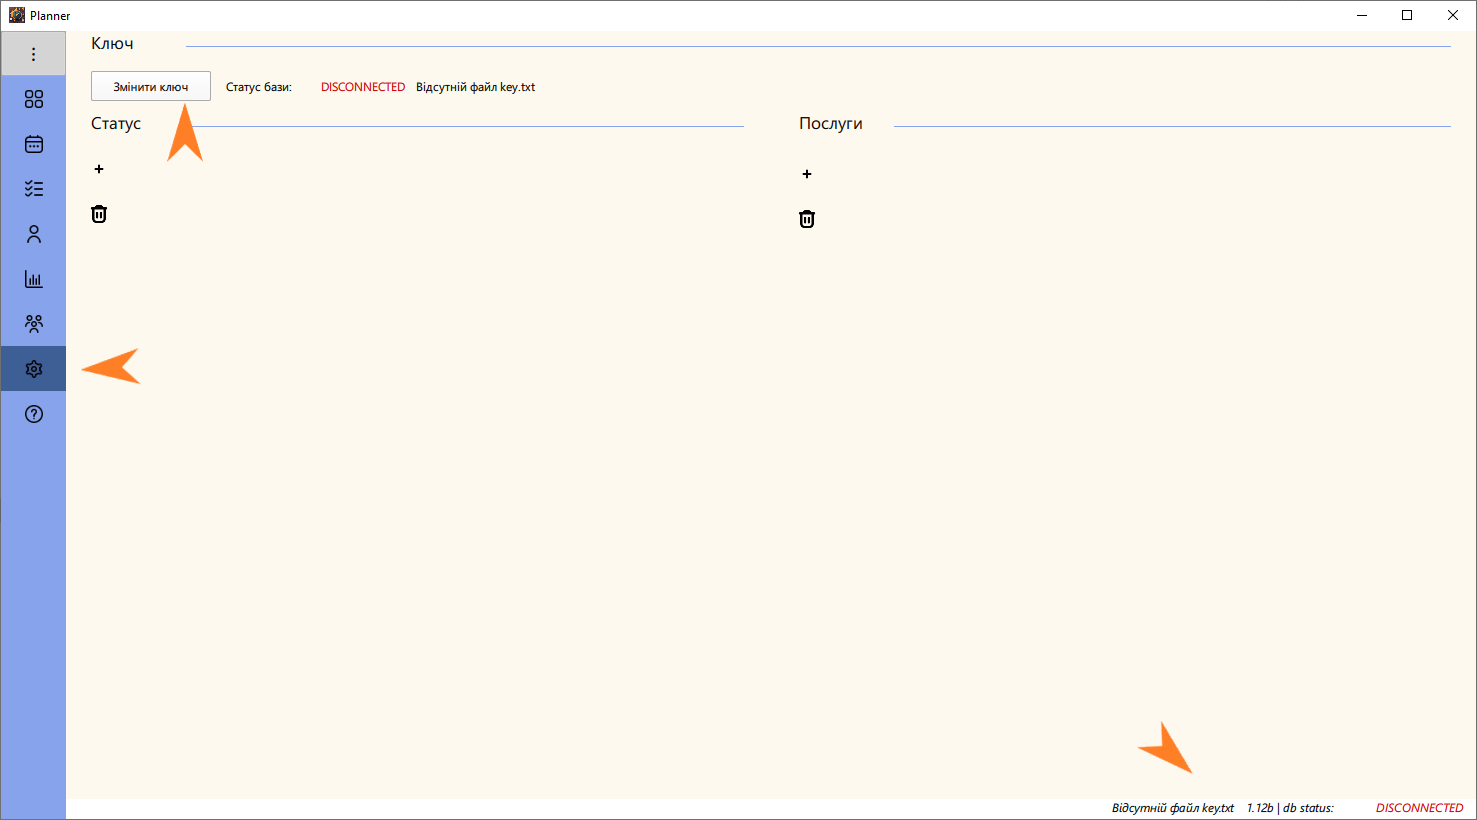 Planner
Ключ
Змінити ключ Статус бази: DISCONNECTED Відсутній файл key.txt
Статус Послуги
+ +
Відсутній файл key.txt 1.12b | db status: DISCONNECTED